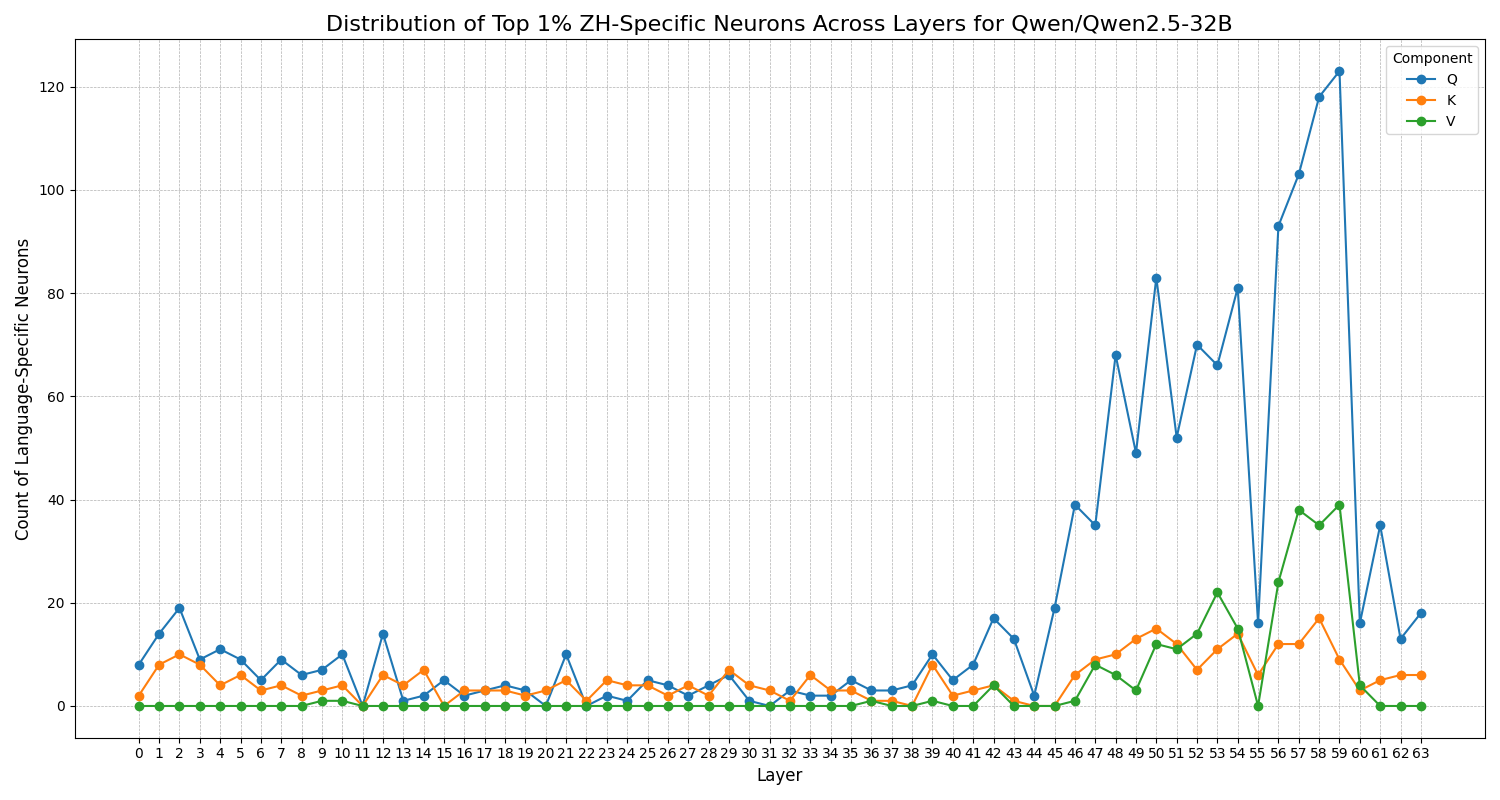 Distribution of Top 1% ZH-Specific Neurons Across Layers for Qwen/Qwen2.5-32B
Component
Q
K
V
Count of Language-Specific Neurons
120
100
80
60
40
20
0
0 1 2 3 4 5 6 7 8 9 10 11 12 13 14 15 16 17 18 19 20 21 22 23 24 25 26 27 28 29 30 31 32 33 34 35 36 37 38 39 40 41 42 43 44 45 46 47 48 49 50 51 52 53 54 55 56 57 58 59 60 61 62 63
Layer